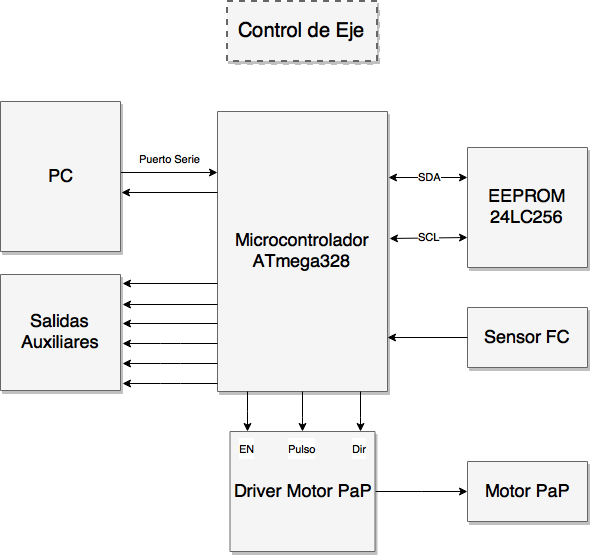 Control de Eje
PC
Puerto Serie
Microcontrolador
ATmega328
SDA
SCL
EEPROM
24LC256
Salidas
Auxiliares
Sensor FC
EN
Pulso
Dir
Driver Motor PaP
Motor PaP